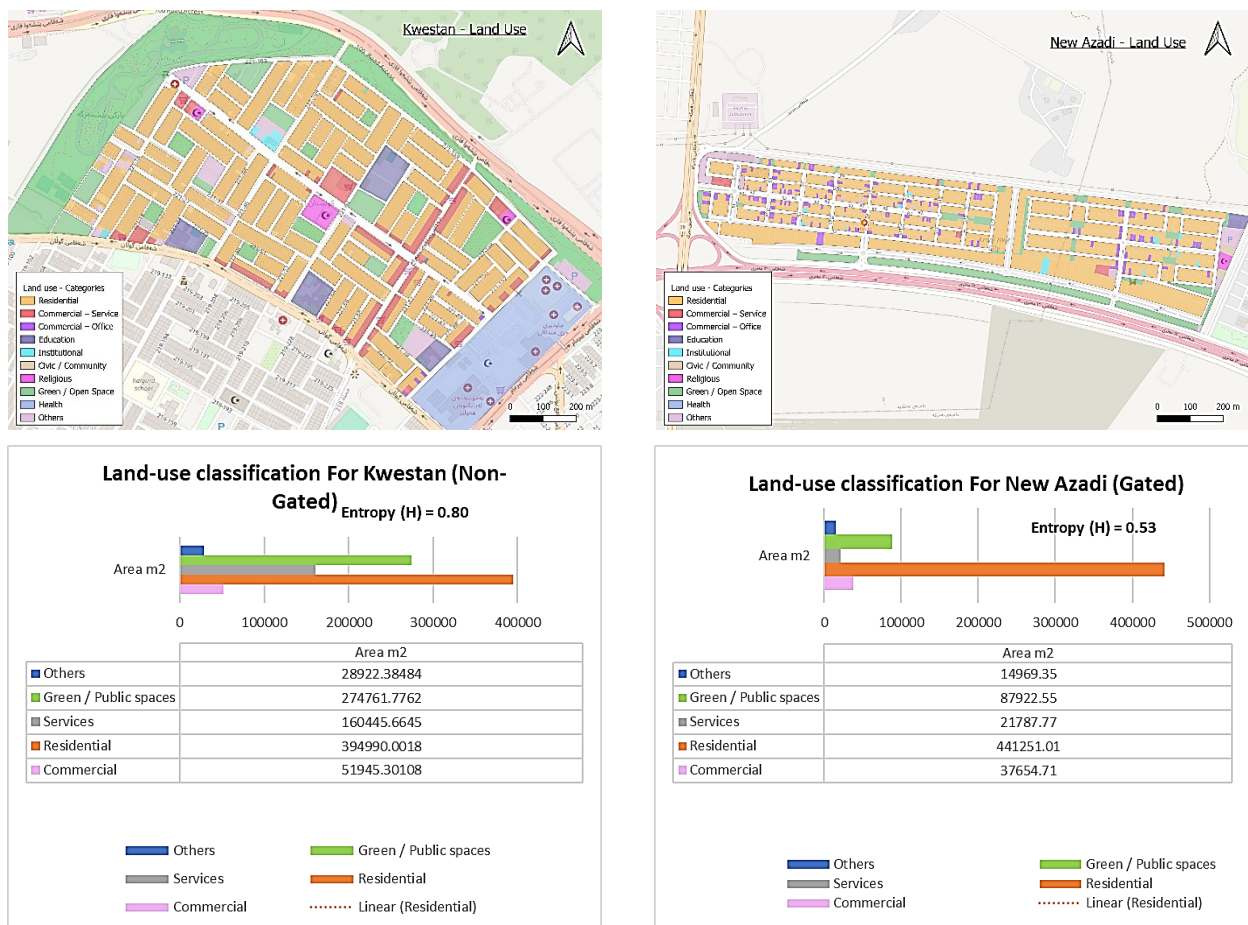 Kwestan - Land Use
Land use - Categories
Residential
Commercial – Service
Commercial – Office
Education
Institutional
Civic / Community
Religious
Green / Open Space
Health
Others
halgurd
school
P
0 100 200 m
New Azadi - Land Use
Land use - Categories
Residential
Commercial – Service
Commercial – Office
Education
Institutional
Civic / Community
Religious
Green / Open Space
Health
Others
P
0 100 200 m
Land-use classification For Kwestan (Non-
Gated)
Entropy (H) = 0.80
Area m2
0 100000 200000 300000 400000
Area m2
Others 28922.38484
Green / Public spaces 274761.7762
Services 160445.6645
Residential 394990.0018
Commercial 51945.30108
Others Green / Public spaces
Services Residential
Commercial Linear (Residential)
Land-use classification For New Azadi (Gated)
Entropy (H) = 0.53
Area m2
0 100000 200000 300000 400000 500000
Area m2
Others 14969.35
Green / Public spaces 87922.55
Services 21787.77
Residential 441251.01
Commercial 37654.71
Others Green / Public spaces
Services Residential
Commercial Linear (Residential)